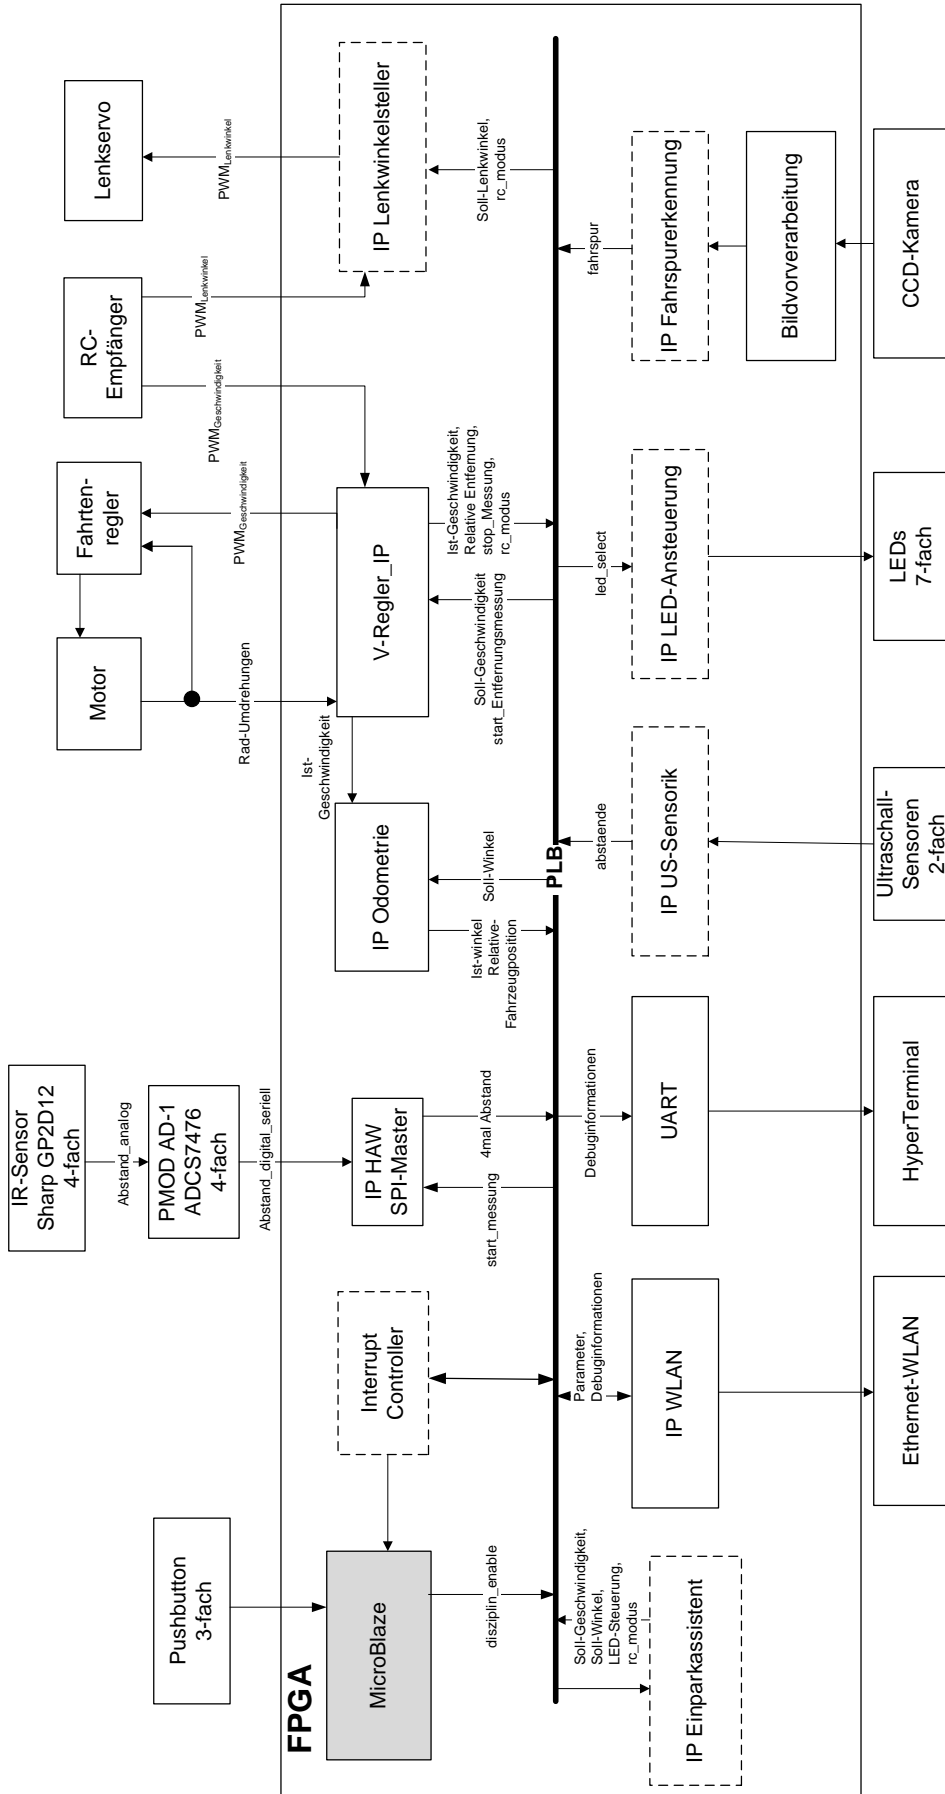 IR-Sensor
Sharp GP2D12
4-fach
Abstand_analog
PMOD AD-1
ADCS7476
4-fach
Abstand_digital_seriell
Pushbutton
3-fach
Motor
Fahrten-
regler
RC-
Empfänger
Lenkservo
Rad-Umdrehungen
PWMGeschwindigkeit
PWMGeschwindigkeit
PWMLenkwinkel
PWMLenkwinkel
FPGA
MicroBlaze
Interrupt
Controller
IP HAW
SPI-Master
IP Odometrie
Ist-
Geschwindigkeit
V-Regler_IP
IP Lenkwinkelsteller
disziplin_enable
start_messung
4mal Abstand
Ist-winkel
Relative-
Fahrzeugposition
Soll-Winkel
Soll-Geschwindigkeit
start_Entfernungsmessung
Ist-Geschwindigkeit,
Relative Entfernung,
stop_Messung,
rc_modus
Soll-Lenkwinkel,
rc_modus
PLB
Soll-Geschwindigkeit,
Soll-Winkel,
LED-Steuerung,
rc_modus
Parameter,
Debuginformationen
Debuginformationen
abstaende
led_select
fahrspur
IP Einparkassistent
IP WLAN
UART
IP US-Sensorik
IP LED-Ansteuerung
IP Fahrspurerkennung
Bildvorverarbeitung
Ethernet-WLAN
HyperTerminal
Ultraschall-
Sensoren
2-fach
LEDs
7-fach
CCD-Kamera